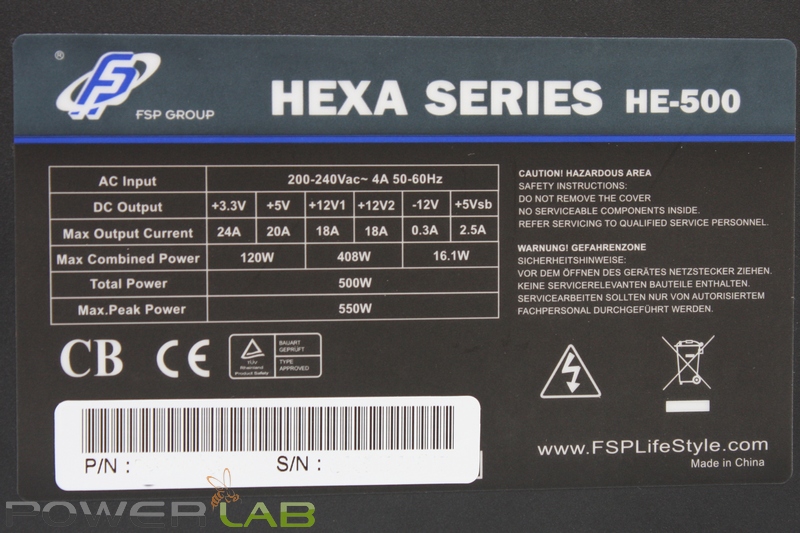 ®
FSP GROUP
HEXA SERIES HE-500
AC Input 200-240Vac~ 4A 50-60Hz
DC Output +3.3V +5V +12V1 +12V2 -12V +5Vsb
Max Output Current 24A 20A 18A 18A 0.3A 2.5A
Max Combined Power 120W 408W 16.1W
Total Power 500W
Max.Peak Power 550W
CAUTION! HAZARDOUS AREA
SAFETY INSTRUCTIONS:
DO NOT REMOVE THE COVER
NO SERVICEABLE COMPONENTS INSIDE.
REFER SERVICING TO QUALIFIED SERVICE PERSONNEL.
WARNUNG! GEFAHRENZONE
SICHERHEITSHINWEISE:
VOR DEM ÖFFNEN DES GERÄTES NETZSTECKER ZIEHEN.
KEINE SERVICERELEVANTEN BAUTEILE ENTHALTEN.
SERVICEARBEITEN SOLLTEN NUR VON AUTORISIERTEM
FACHPERSONAL DURCHGEFÜHRT WERDEN.
CB CE
TÜV
Rheinland
Product Safety
BAUART
GEPRÜFT
TYPE
APPROVED
P/N : S/N :
www.FSPLifeStyle.com
Made in China
POWERLAB